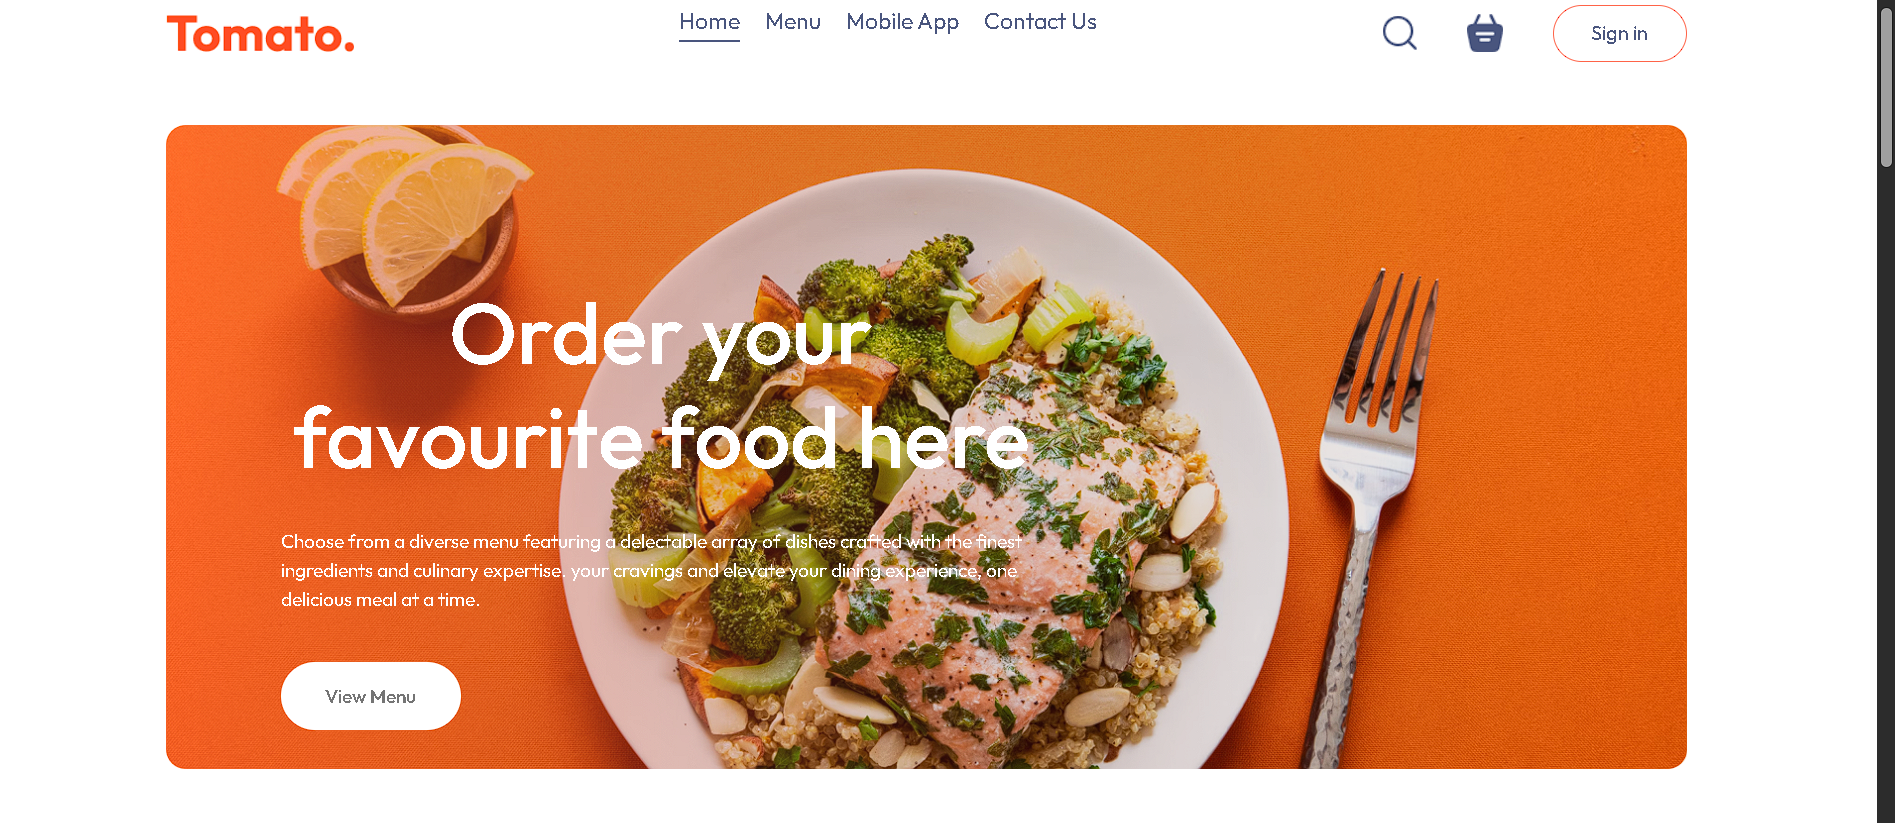 Tomato.
Home Menu Mobile App Contact Us
Sign in
Order your
favourite food here
Choose from a diverse menu featuring a delectable array of dishes crafted with the finest
ingredients and culinary expertise. your cravings and elevate your dining experience, one
delicious meal at a time.
View Menu